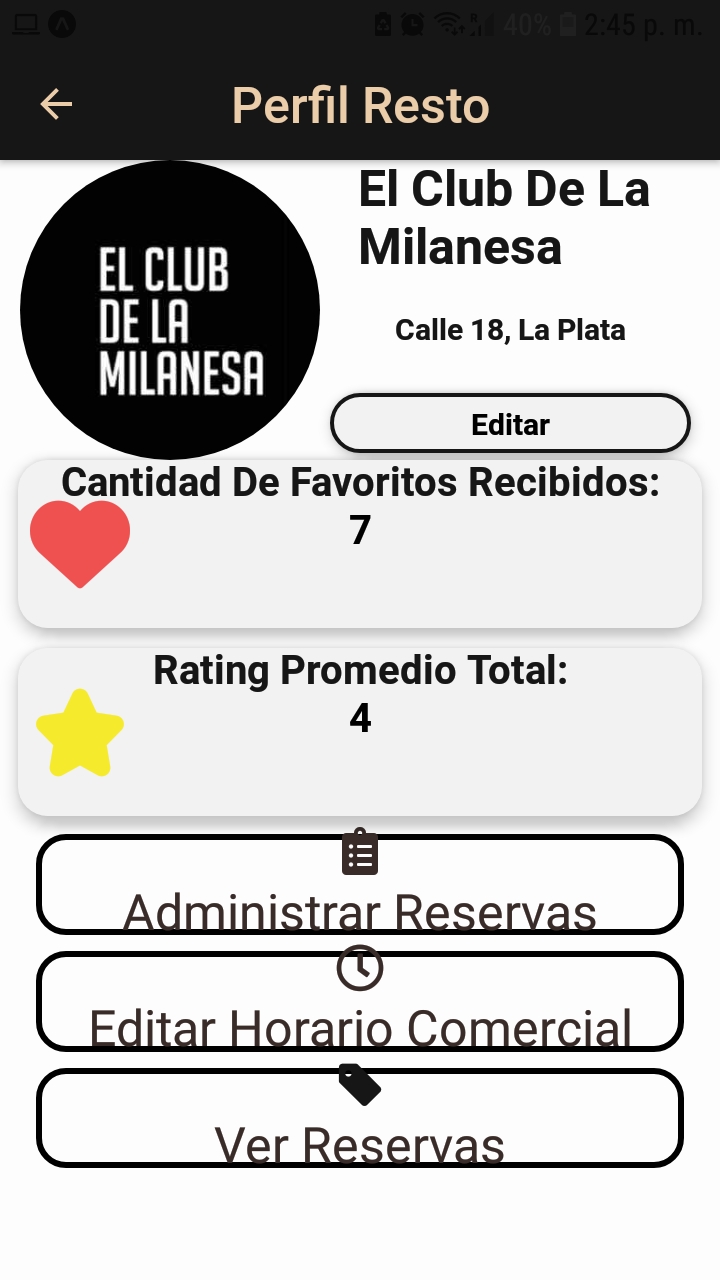 40% 2:45 p. m.
Perfil Resto
EL CLUB
DE LA
MILANESA
El Club De La
Milanesa
Calle 18, La Plata
Editar
Cantidad De Favoritos Recibidos:
7
Rating Promedio Total:
4
Administrar Reservas
Editar Horario Comercial
Ver Reservas